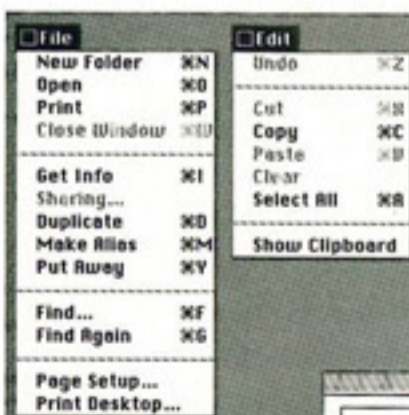 File
New Folder ⌘N
Open ⌘O
Print ⌘P
Close Window ⌘W
Get Info ⌘I
Sharing...
Duplicate ⌘D
Make Alias ⌘M
Put Away ⌘Y
Find... ⌘F
Find Again ⌘G
Page Setup...
Print Desktop...
Edit
Undo ⌘Z
Cut ⌘X
Copy ⌘C
Paste ⌘V
Clear
Select All ⌘A
Show Clipboard